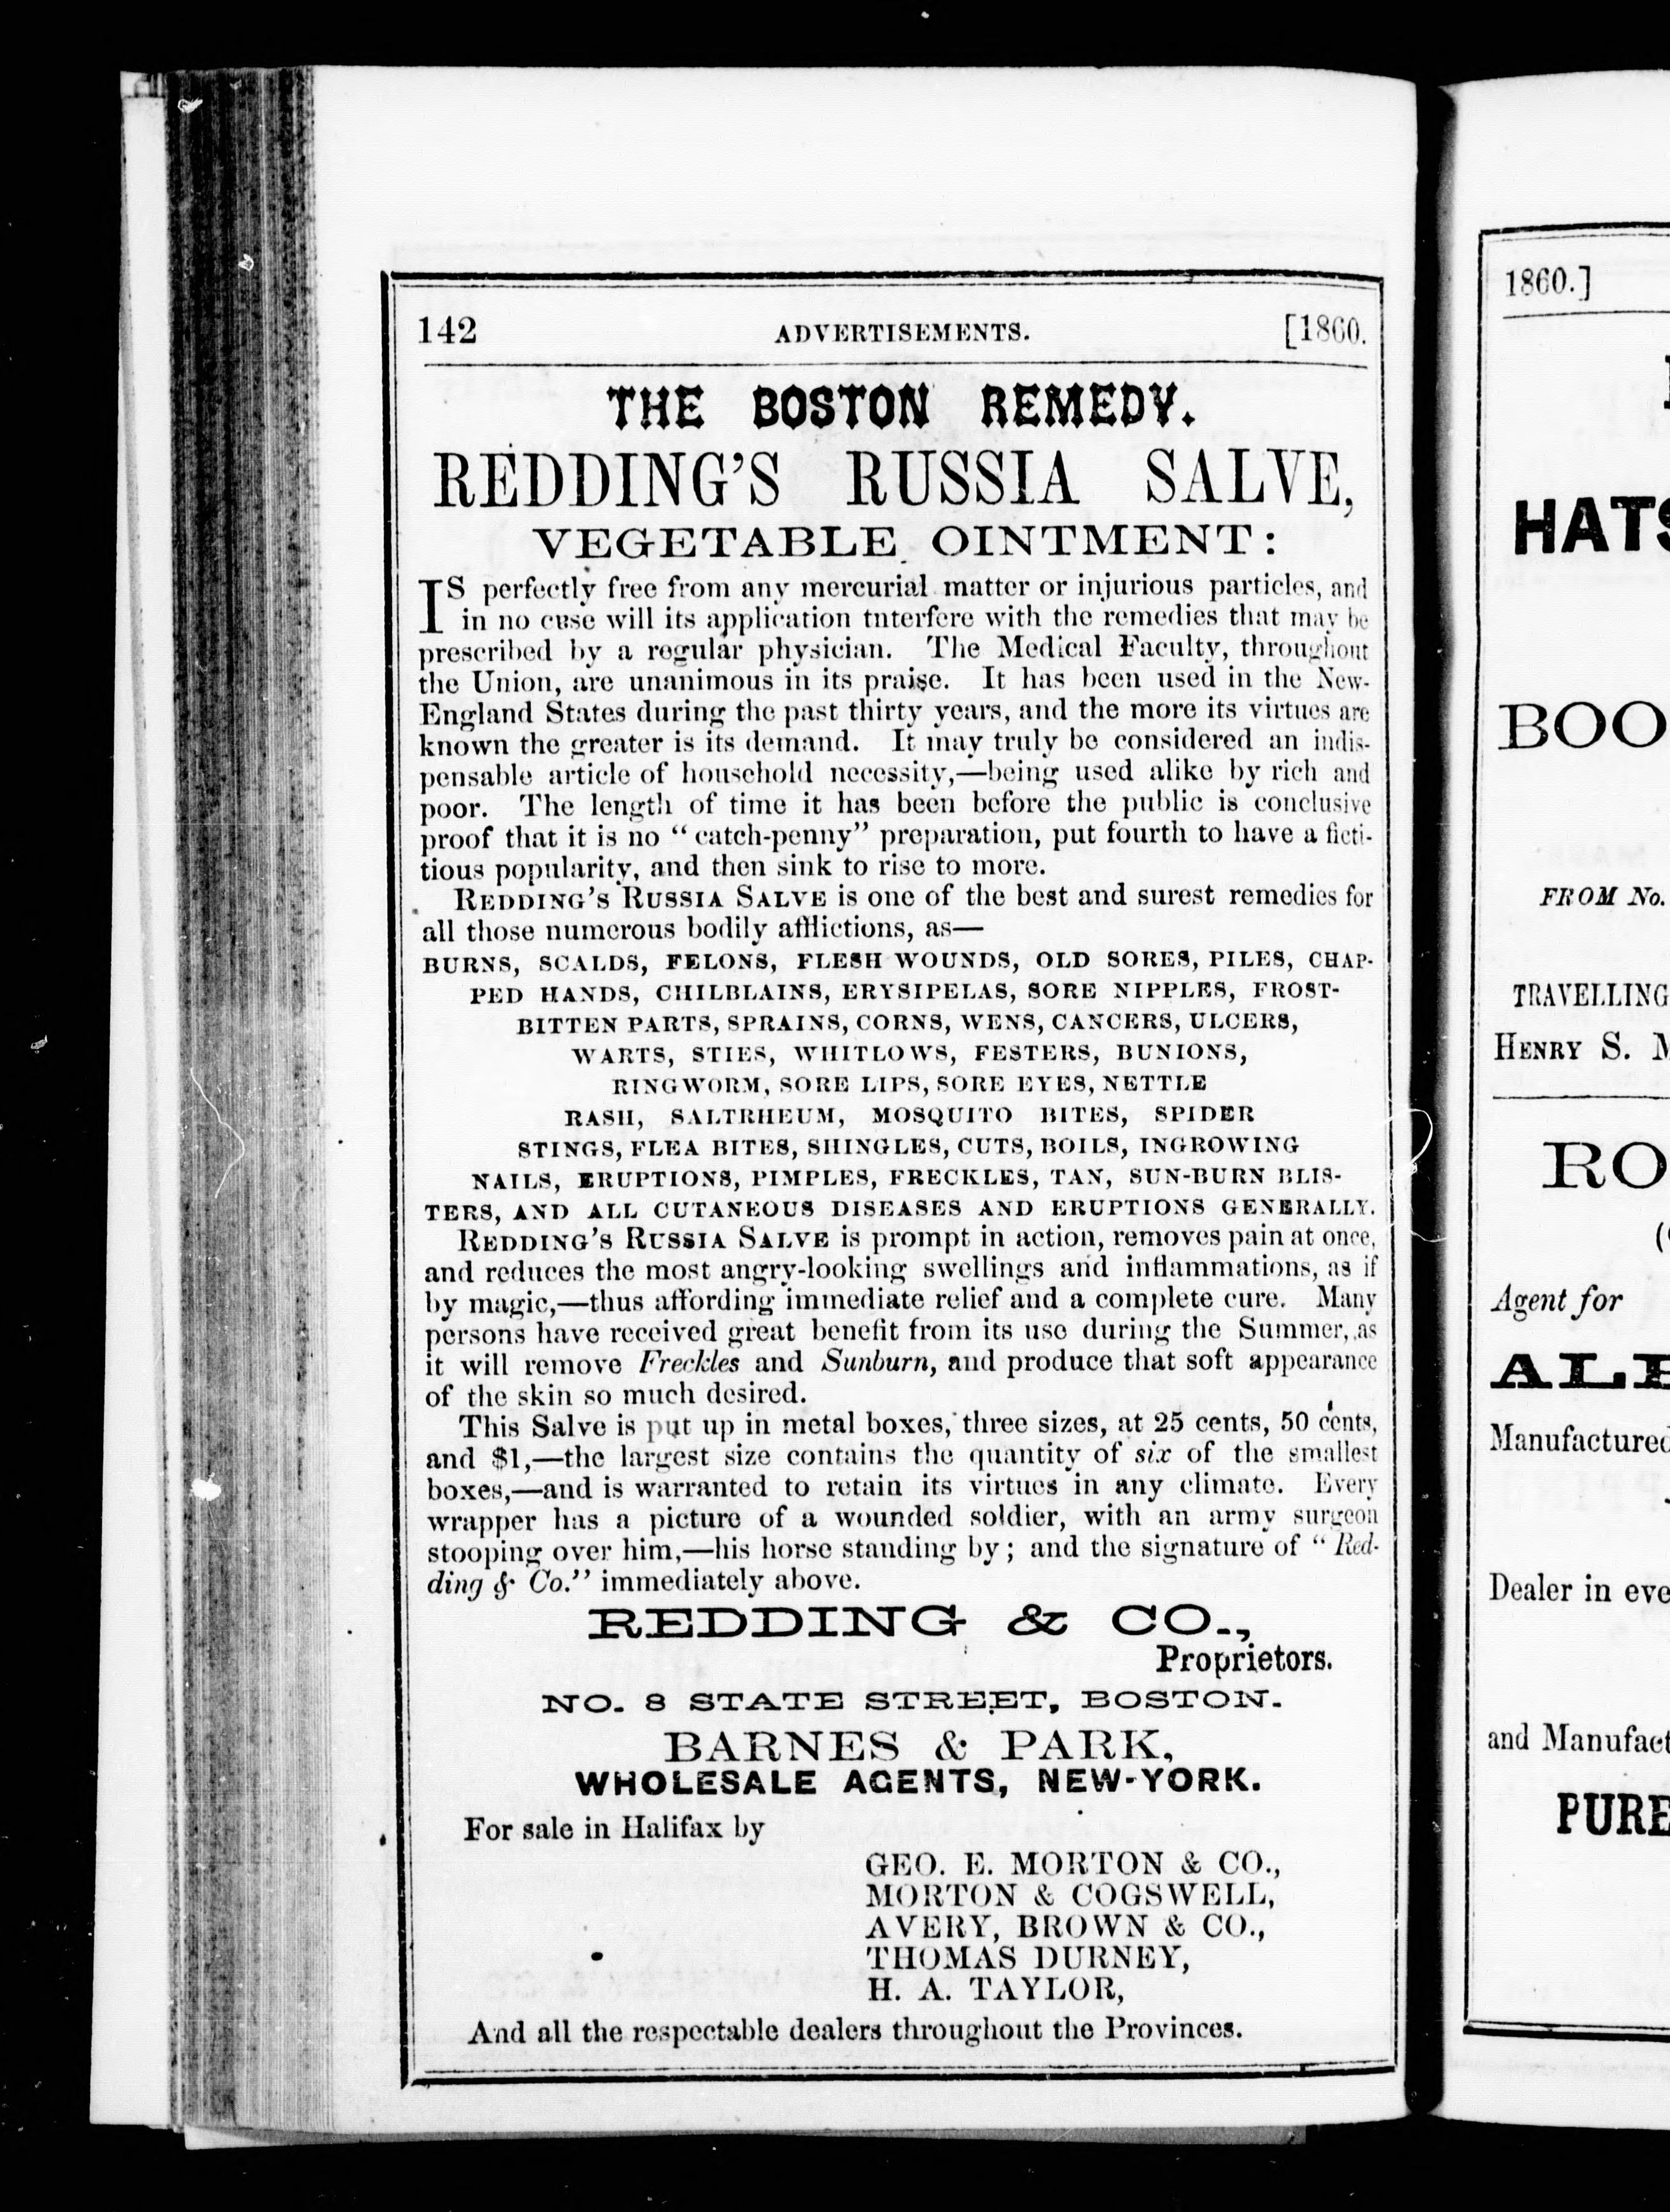 142 ADVERTISEMENTS. [1860.
THE BOSTON REMEDY.
REDDING'S RUSSIA SALVE,
VEGETABLE OINTMENT:
IS perfectly free from any mercurial matter or injurious particles, and
in no cuse will its application tnterfere with the remedies that may be
prescribed by a regular physician. The Medical Faculty, throughout
the Union, are unanimous in its praise. It has been used in the New-
England States during the past thirty years, and the more its virtues are
known the greater is its demand. It may truly be considered an indis-
pensable article of household necessity,—being used alike by rich and
poor. The length of time it has been before the public is conclusive
proof that it is no "catch-penny" preparation, put fourth to have a ficti-
tious popularity, and then sink to rise to more.
REDDING'S RUSSIA SALVE is one of the best and surest remedies for
all those numerous bodily afflictions, as—
BURNS, SCALDS, FELONS, FLESH WOUNDS, OLD SORES, PILES, CHAP-
PED HANDS, CHILBLAINS, ERYSIPELAS, SORE NIPPLES, FROST-
BITTEN PARTS, SPRAINS, CORNS, WENS, CANCERS, ULCERS,
WARTS, STIES, WHITLOWS, FESTERS, BUNIONS,
RINGWORM, SORE LIPS, SORE EYES, NETTLE
RASH, SALTRHEUM, MOSQUITO BITES, SPIDER
STINGS, FLEA BITES, SHINGLES, CUTS, BOILS, INGROWING
NAILS, ERUPTIONS, PIMPLES, FRECKLES, TAN, SUN-BURN BLIS-
TERS, AND ALL CUTANEOUS DISEASES AND ERUPTIONS GENERALLY.
REDDING'S RUSSIA SALVE is prompt in action, removes pain at once,
and reduces the most angry-looking swellings and inflammations, as if
by magic,—thus affording immediate relief and a complete cure. Many
persons have received great benefit from its use during the Summer, as
it will remove Freckles and Sunburn, and produce that soft appearance
of the skin so much desired.
This Salve is put up in metal boxes, three sizes, at 25 cents, 50 cents,
and $1,—the largest size contains the quantity of six of the smallest
boxes,—and is warranted to retain its virtues in any climate. Every
wrapper has a picture of a wounded soldier, with an army surgeon
stooping over him,—his horse standing by; and the signature of "Red-
ding & Co." immediately above.
REDDING & CO.,
Proprietors.
NO. 8 STATE STREET, BOSTON.
BARNES & PARK,
WHOLESALE AGENTS, NEW-YORK.
For sale in Halifax by
GEO. E. MORTON & CO.,
MORTON & COGSWELL,
AVERY, BROWN & CO.,
THOMAS DURNEY,
H. A. TAYLOR,
And all the respectable dealers throughout the Provinces.
1860.]
HATS
BOO
FROM No.
TRAVELLING
HENRY S.
RO
Agent for
Manufactured
Dealer in eve
and Manufact
PURE